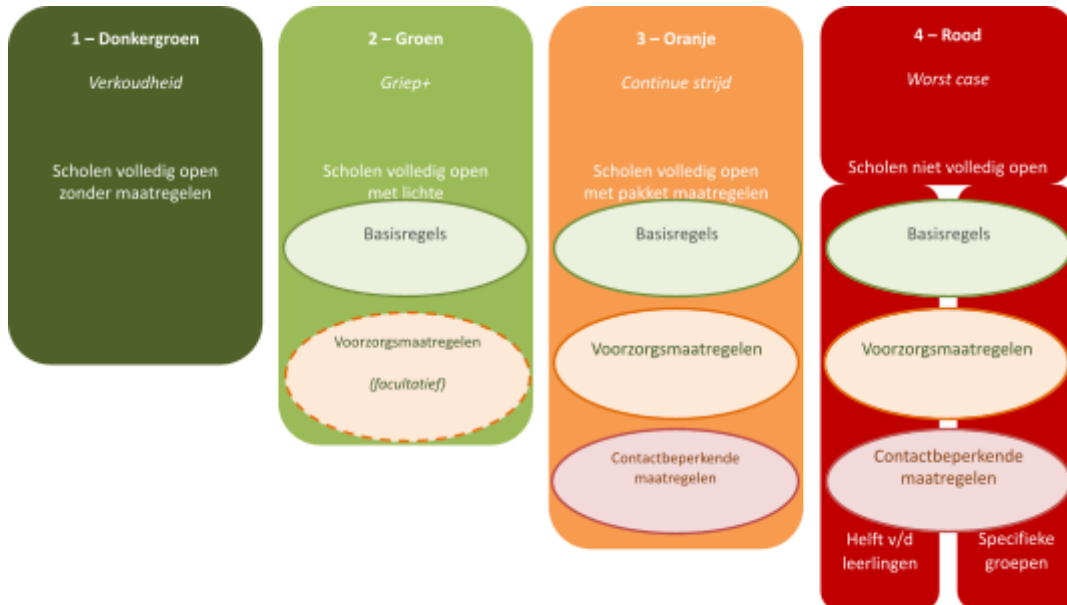 1 – Donkergroen
Verkoudheid
Scholen volledig open
zonder maatregelen
2 – Groen
Griep+
Scholen volledig open
met lichte
Basisregels
Voorzorgsmaatregelen
(facultatief)
3 – Oranje
Continue strijd
Scholen volledig open
met pakket maatregelen
Basisregels
Voorzorgsmaatregelen
Contactbeperkende
maatregelen
4 – Rood
Worst case
Scholen niet volledig open
Basisregels
Voorzorgsmaatregelen
Contactbeperkende
maatregelen
Helft v/d
leerlingen
Specifieke
groepen